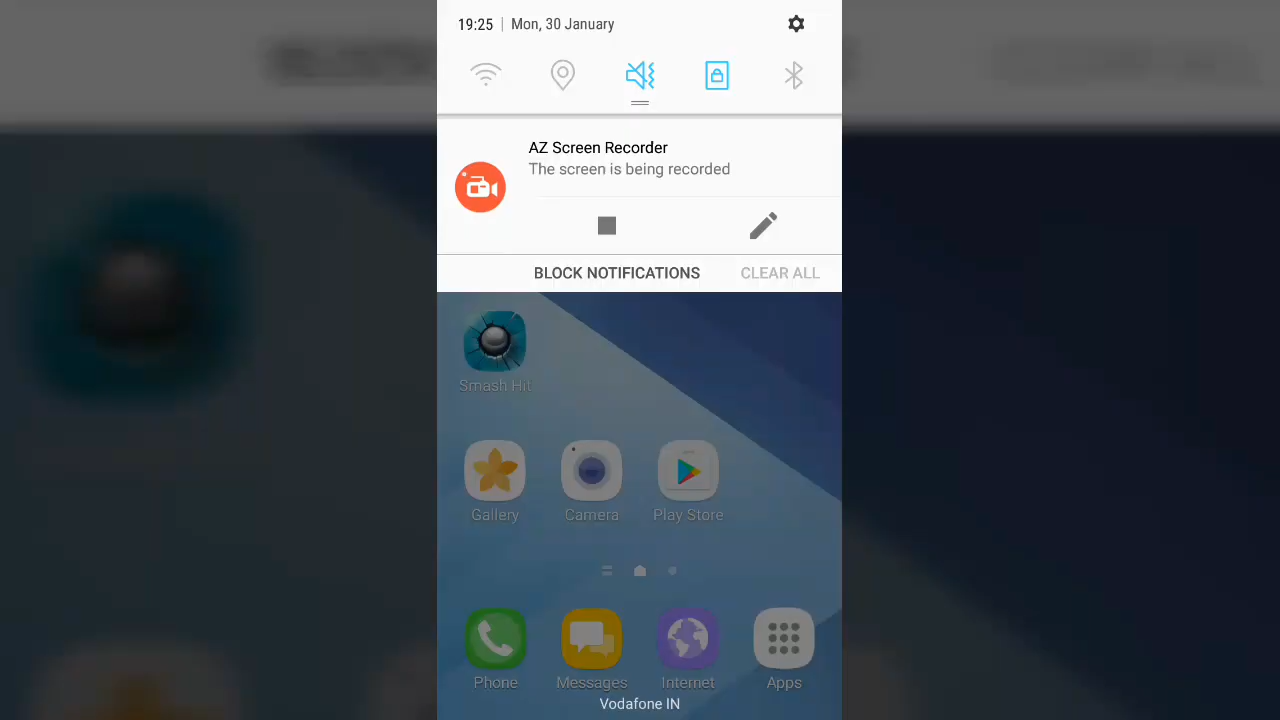 19:25 | Mon, 30 January
AZ Screen Recorder
The screen is being recorded
BLOCK NOTIFICATIONS CLEAR ALL
Smash Hit
Gallery Camera Play Store
Phone Messages Internet Apps
Vodafone IN